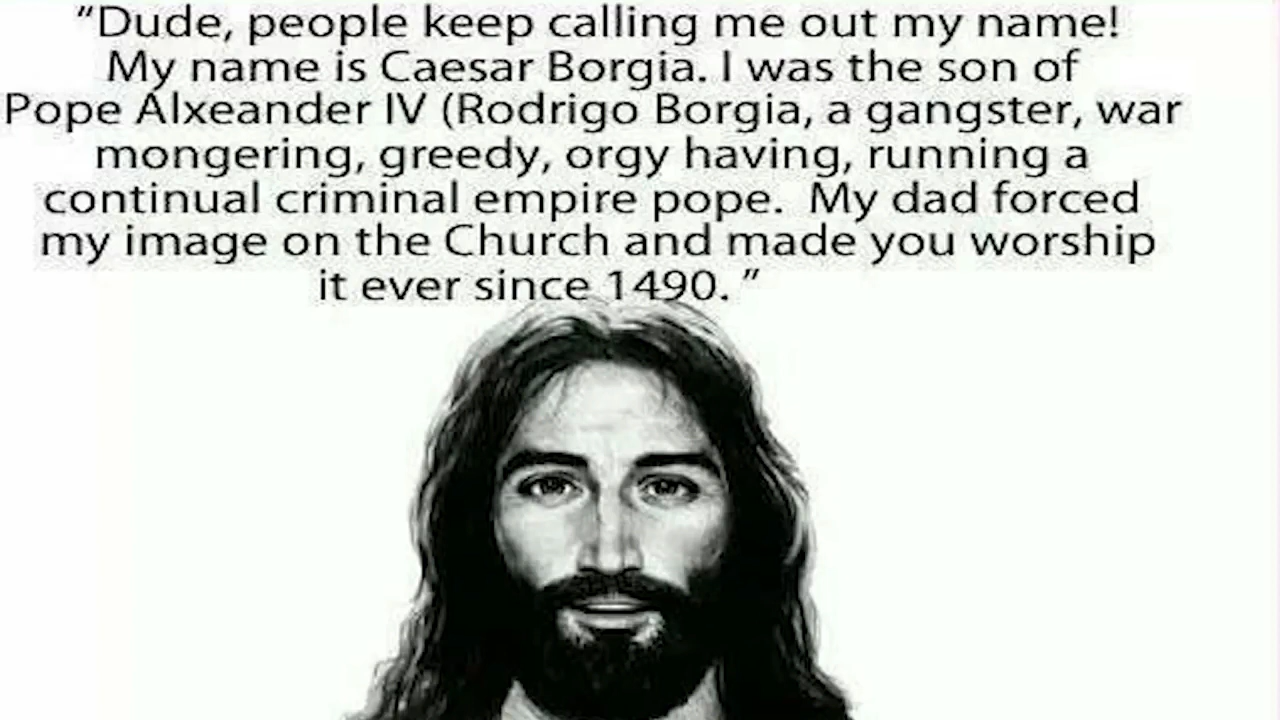 “Dude, people keep calling me out my name!
My name is Caesar Borgia. I was the son of
Pope Alxeander IV (Rodrigo Borgia, a gangster, war
mongering, greedy, orgy having, running a
continual criminal empire pope.  My dad forced
my image on the Church and made you worship
it ever since 1490. ”